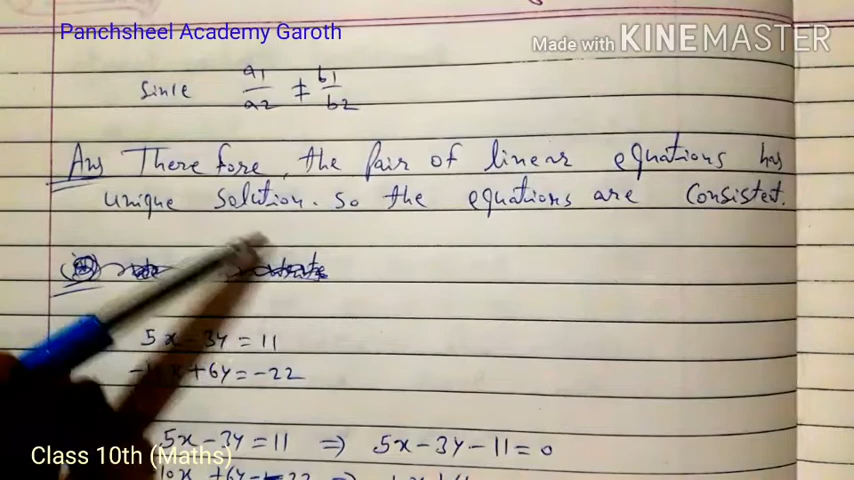 Panchsheel Academy Garoth
Made with KINEMASTER
Since a1/a2 ≠ b1/b2
Ans Therefore, the pair of linear equations has
unique solution. so the equations are consistent.
5x - 3y = 11
+6y = -22
5x - 3y = 11 ⇒ 5x - 3y - 11 = 0
Class 10th (Maths)